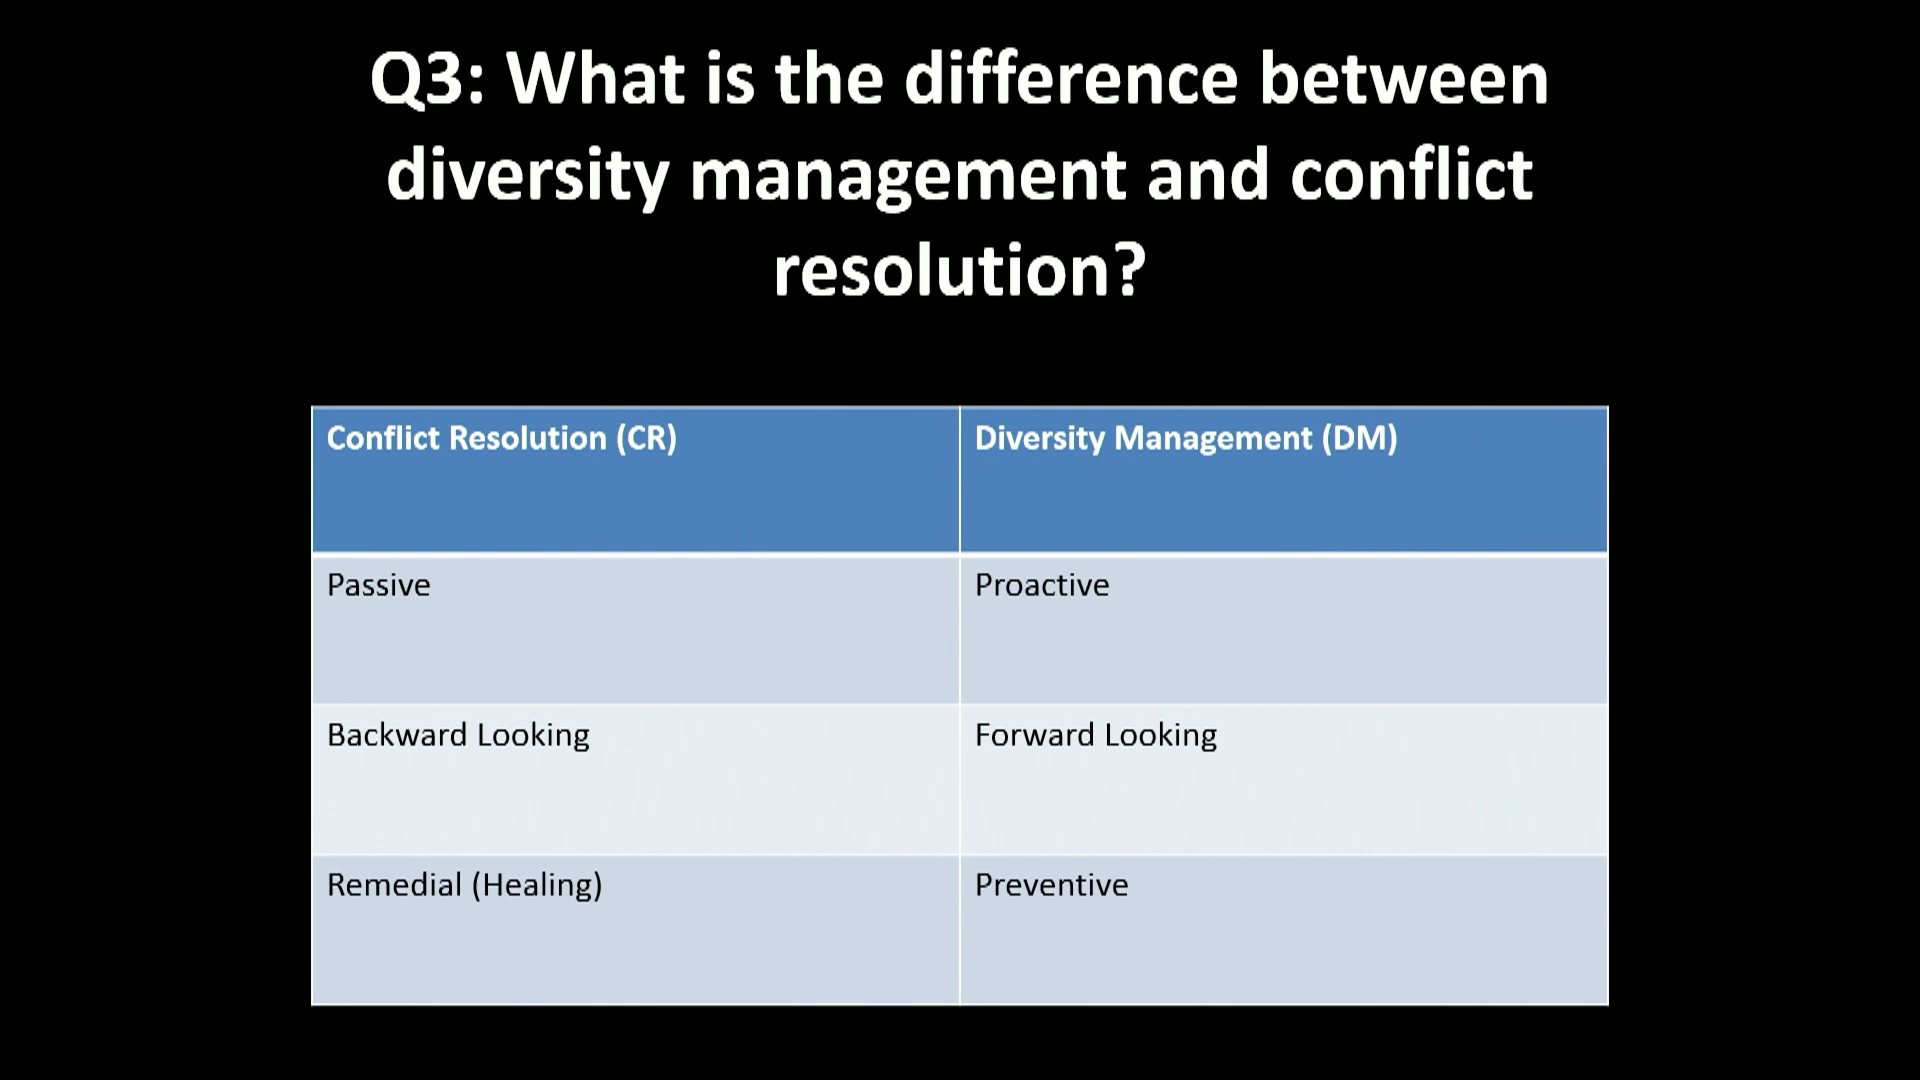 Q3: What is the difference between
diversity management and conflict
resolution?
Conflict Resolution (CR)
Diversity Management (DM)
Passive
Proactive
Backward Looking
Forward Looking
Remedial (Healing)
Preventive